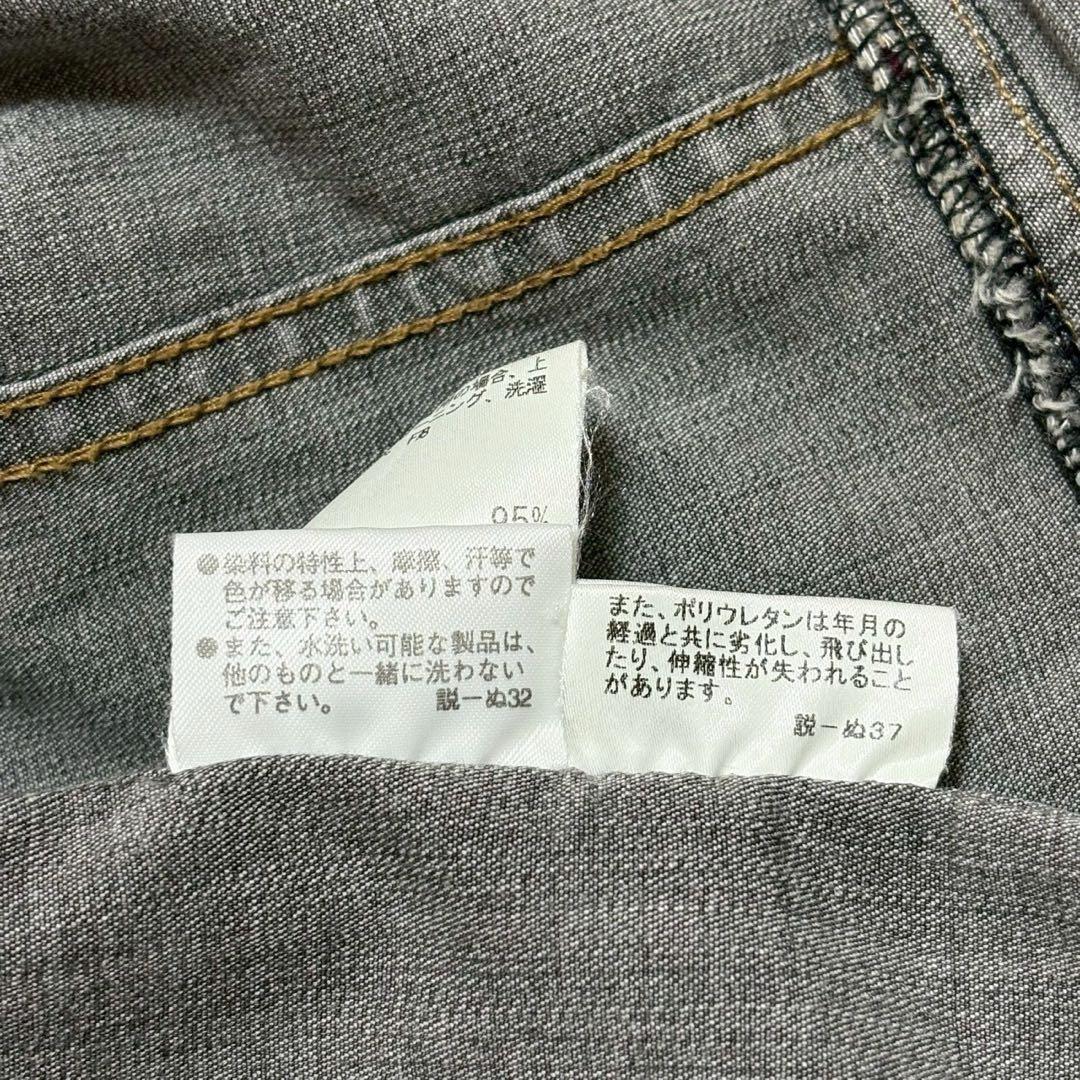 場合、上
ニング、洗濯
F8
95%
●染料の特性上、摩擦、汗等で
色が移る場合がありますので
ご注意下さい。
●また、水洗い可能な製品は、
他のものと一緒に洗わない
で下さい。 説ーぬ32
また、ポリウレタンは年月の
経過と共に劣化し、飛び出し
たり、伸縮性が失われること
があります。
説ーぬ37